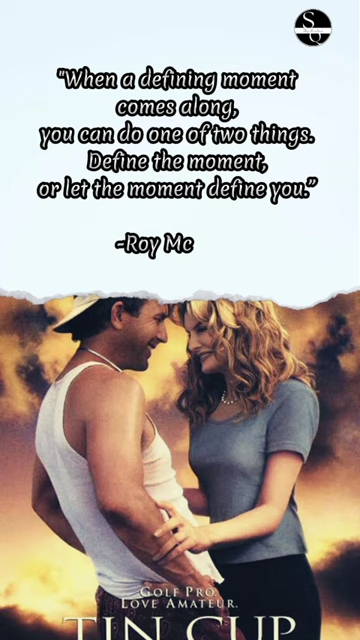 "When a defining moment
comes along,
you can do one of two things.
Define the moment,
or let the moment define you."
-Roy Mc
GOLF PRO.
LOVE AMATEUR.
TIN CUP